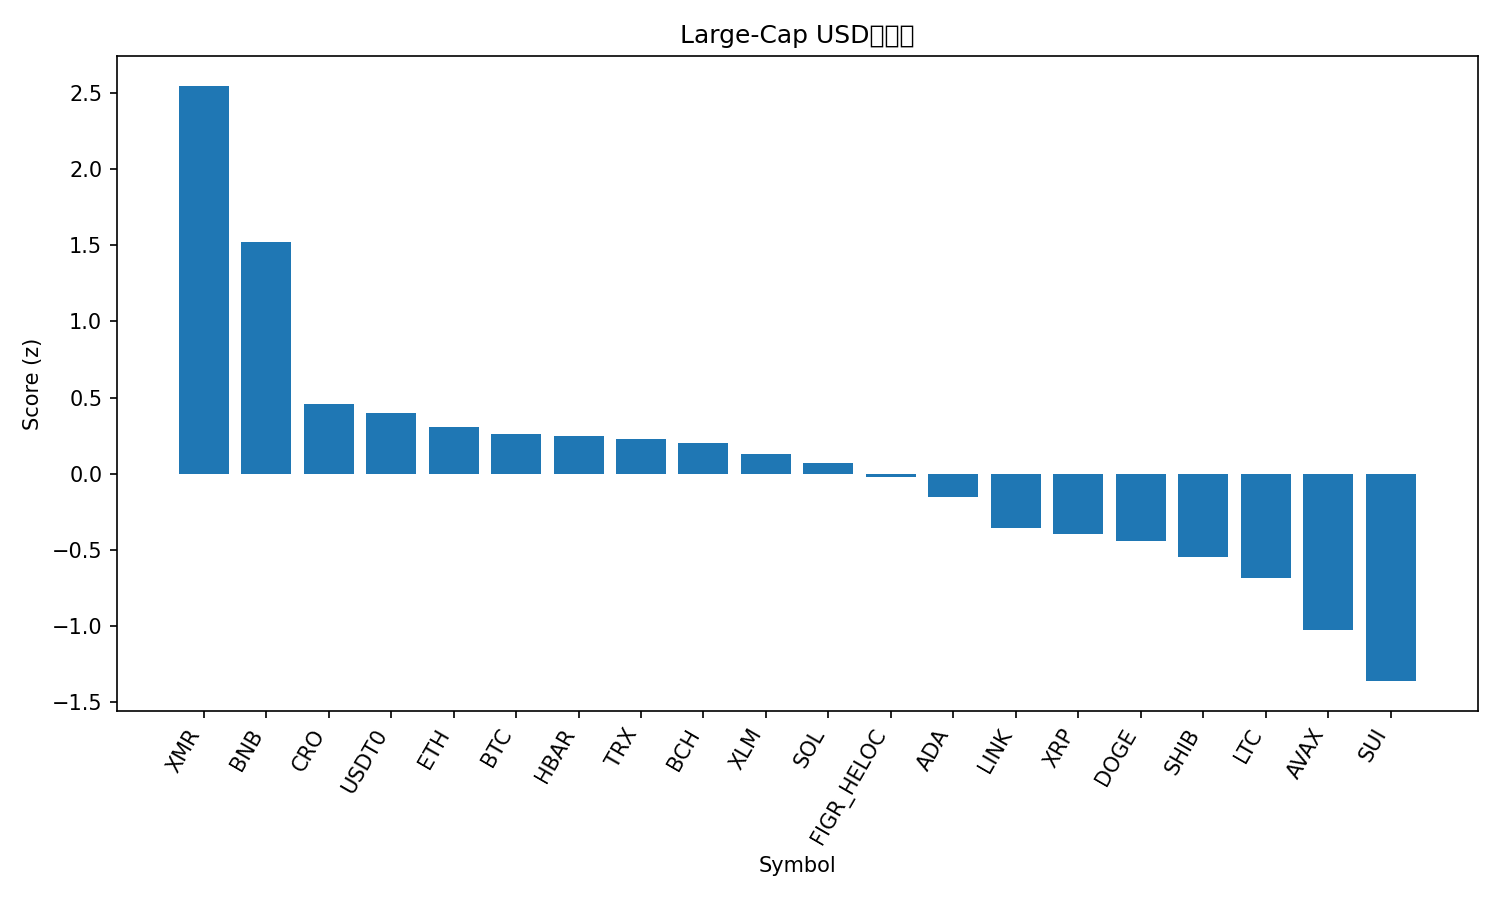 Large-Cap USD
Score (z)
2.5
2.0
1.5
1.0
0.5
0.0
−0.5
−1.0
−1.5
XMR
BNB
CRO
USDT0
ETH
BTC
HBAR
TRX
BCH
XLM
SOL
FIGR_HELOC
ADA
LINK
XRP
DOGE
SHIB
LTC
AVAX
SUI
Symbol